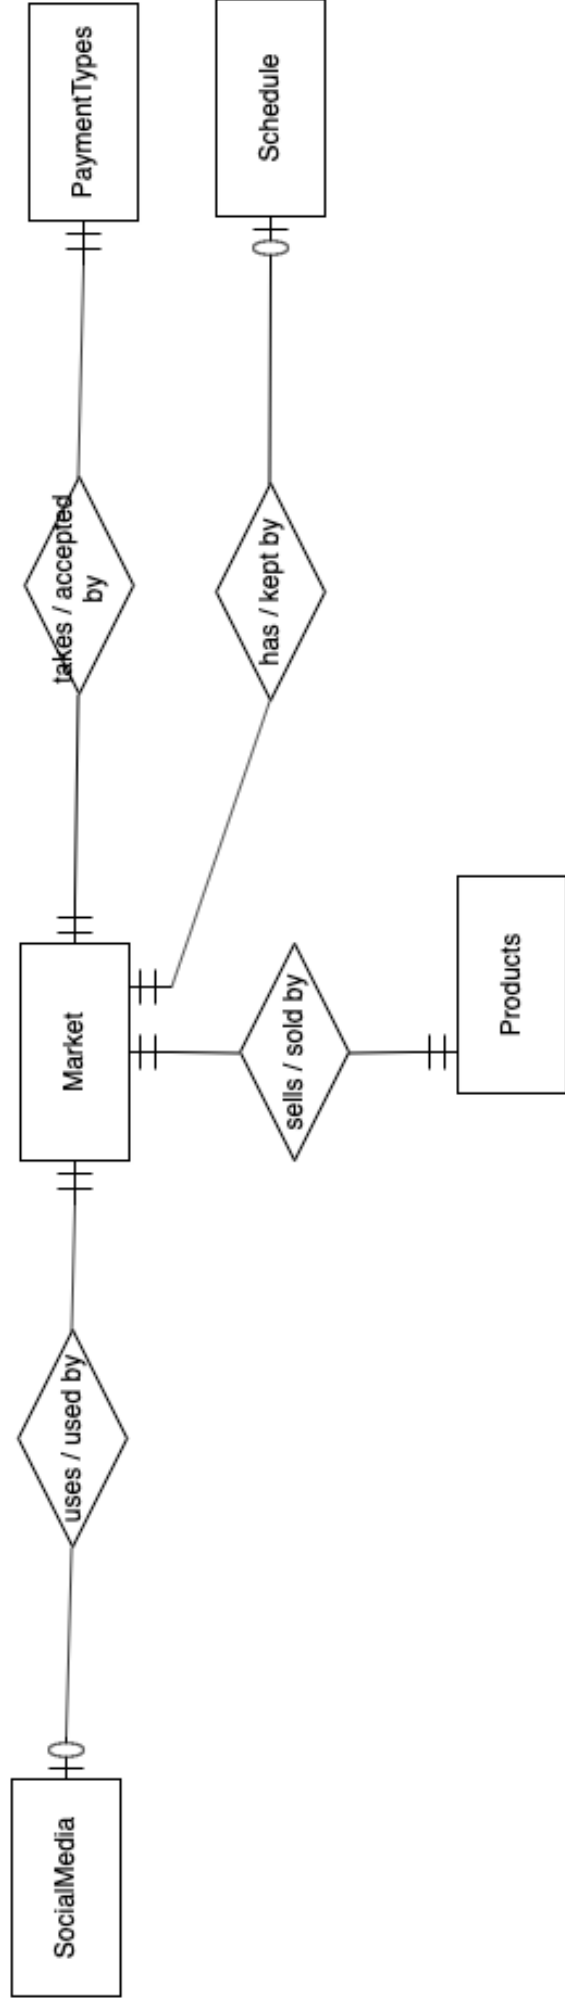 SocialMedia
uses / used by
Market
takes / accepted
by
PaymentTypes
has / kept by
Schedule
sells / sold by
Products